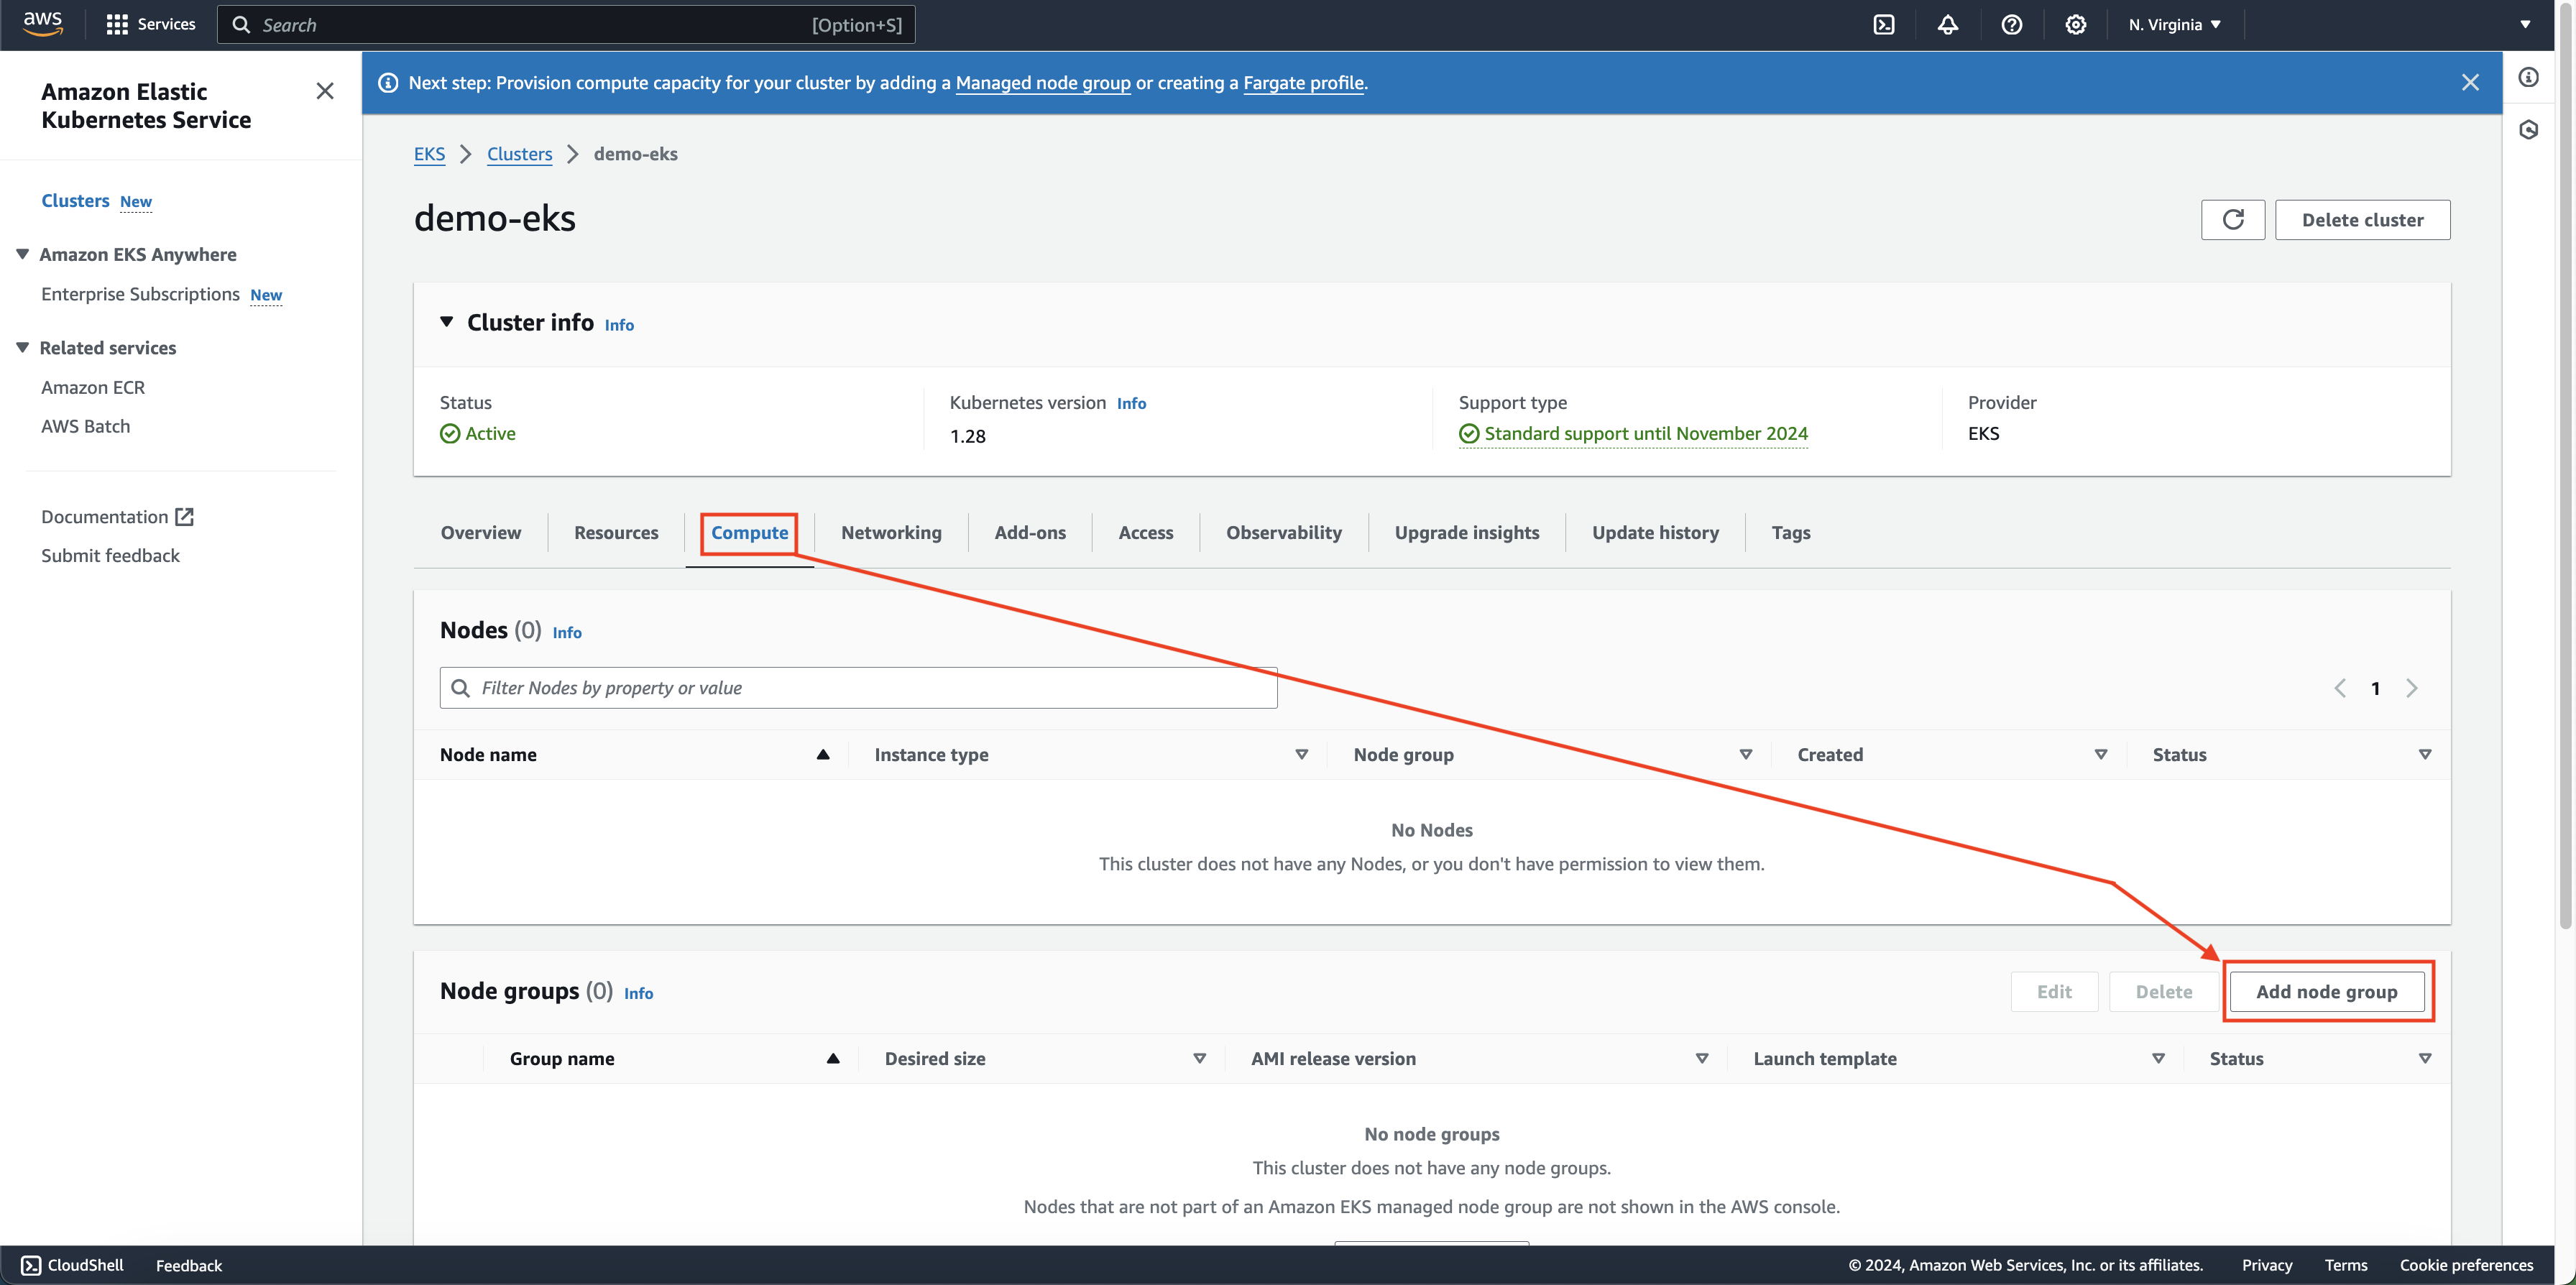 aws
Services
Search
[Option+S]
N. Virginia
Amazon Elastic
Kubernetes Service
Clusters New
Amazon EKS Anywhere
Enterprise Subscriptions New
Related services
Amazon ECR
AWS Batch
Documentation
Submit feedback
Next step: Provision compute capacity for your cluster by adding a Managed node group or creating a Fargate profile.
EKS
Clusters
demo-eks
demo-eks
Delete cluster
Cluster info Info
Status
Active
Kubernetes version Info
1.28
Support type
Standard support until November 2024
Provider
EKS
Overview
Resources
Compute
Networking
Add-ons
Access
Observability
Upgrade insights
Update history
Tags
Nodes (0) Info
Filter Nodes by property or value
1
Node name
Instance type
Node group
Created
Status
No Nodes
This cluster does not have any Nodes, or you don't have permission to view them.
Node groups (0) Info
Edit
Delete
Add node group
Group name
Desired size
AMI release version
Launch template
Status
No node groups
This cluster does not have any node groups.
Nodes that are not part of an Amazon EKS managed node group are not shown in the AWS console.
CloudShell
Feedback
© 2024, Amazon Web Services, Inc. or its affiliates.
Privacy
Terms
Cookie preferences